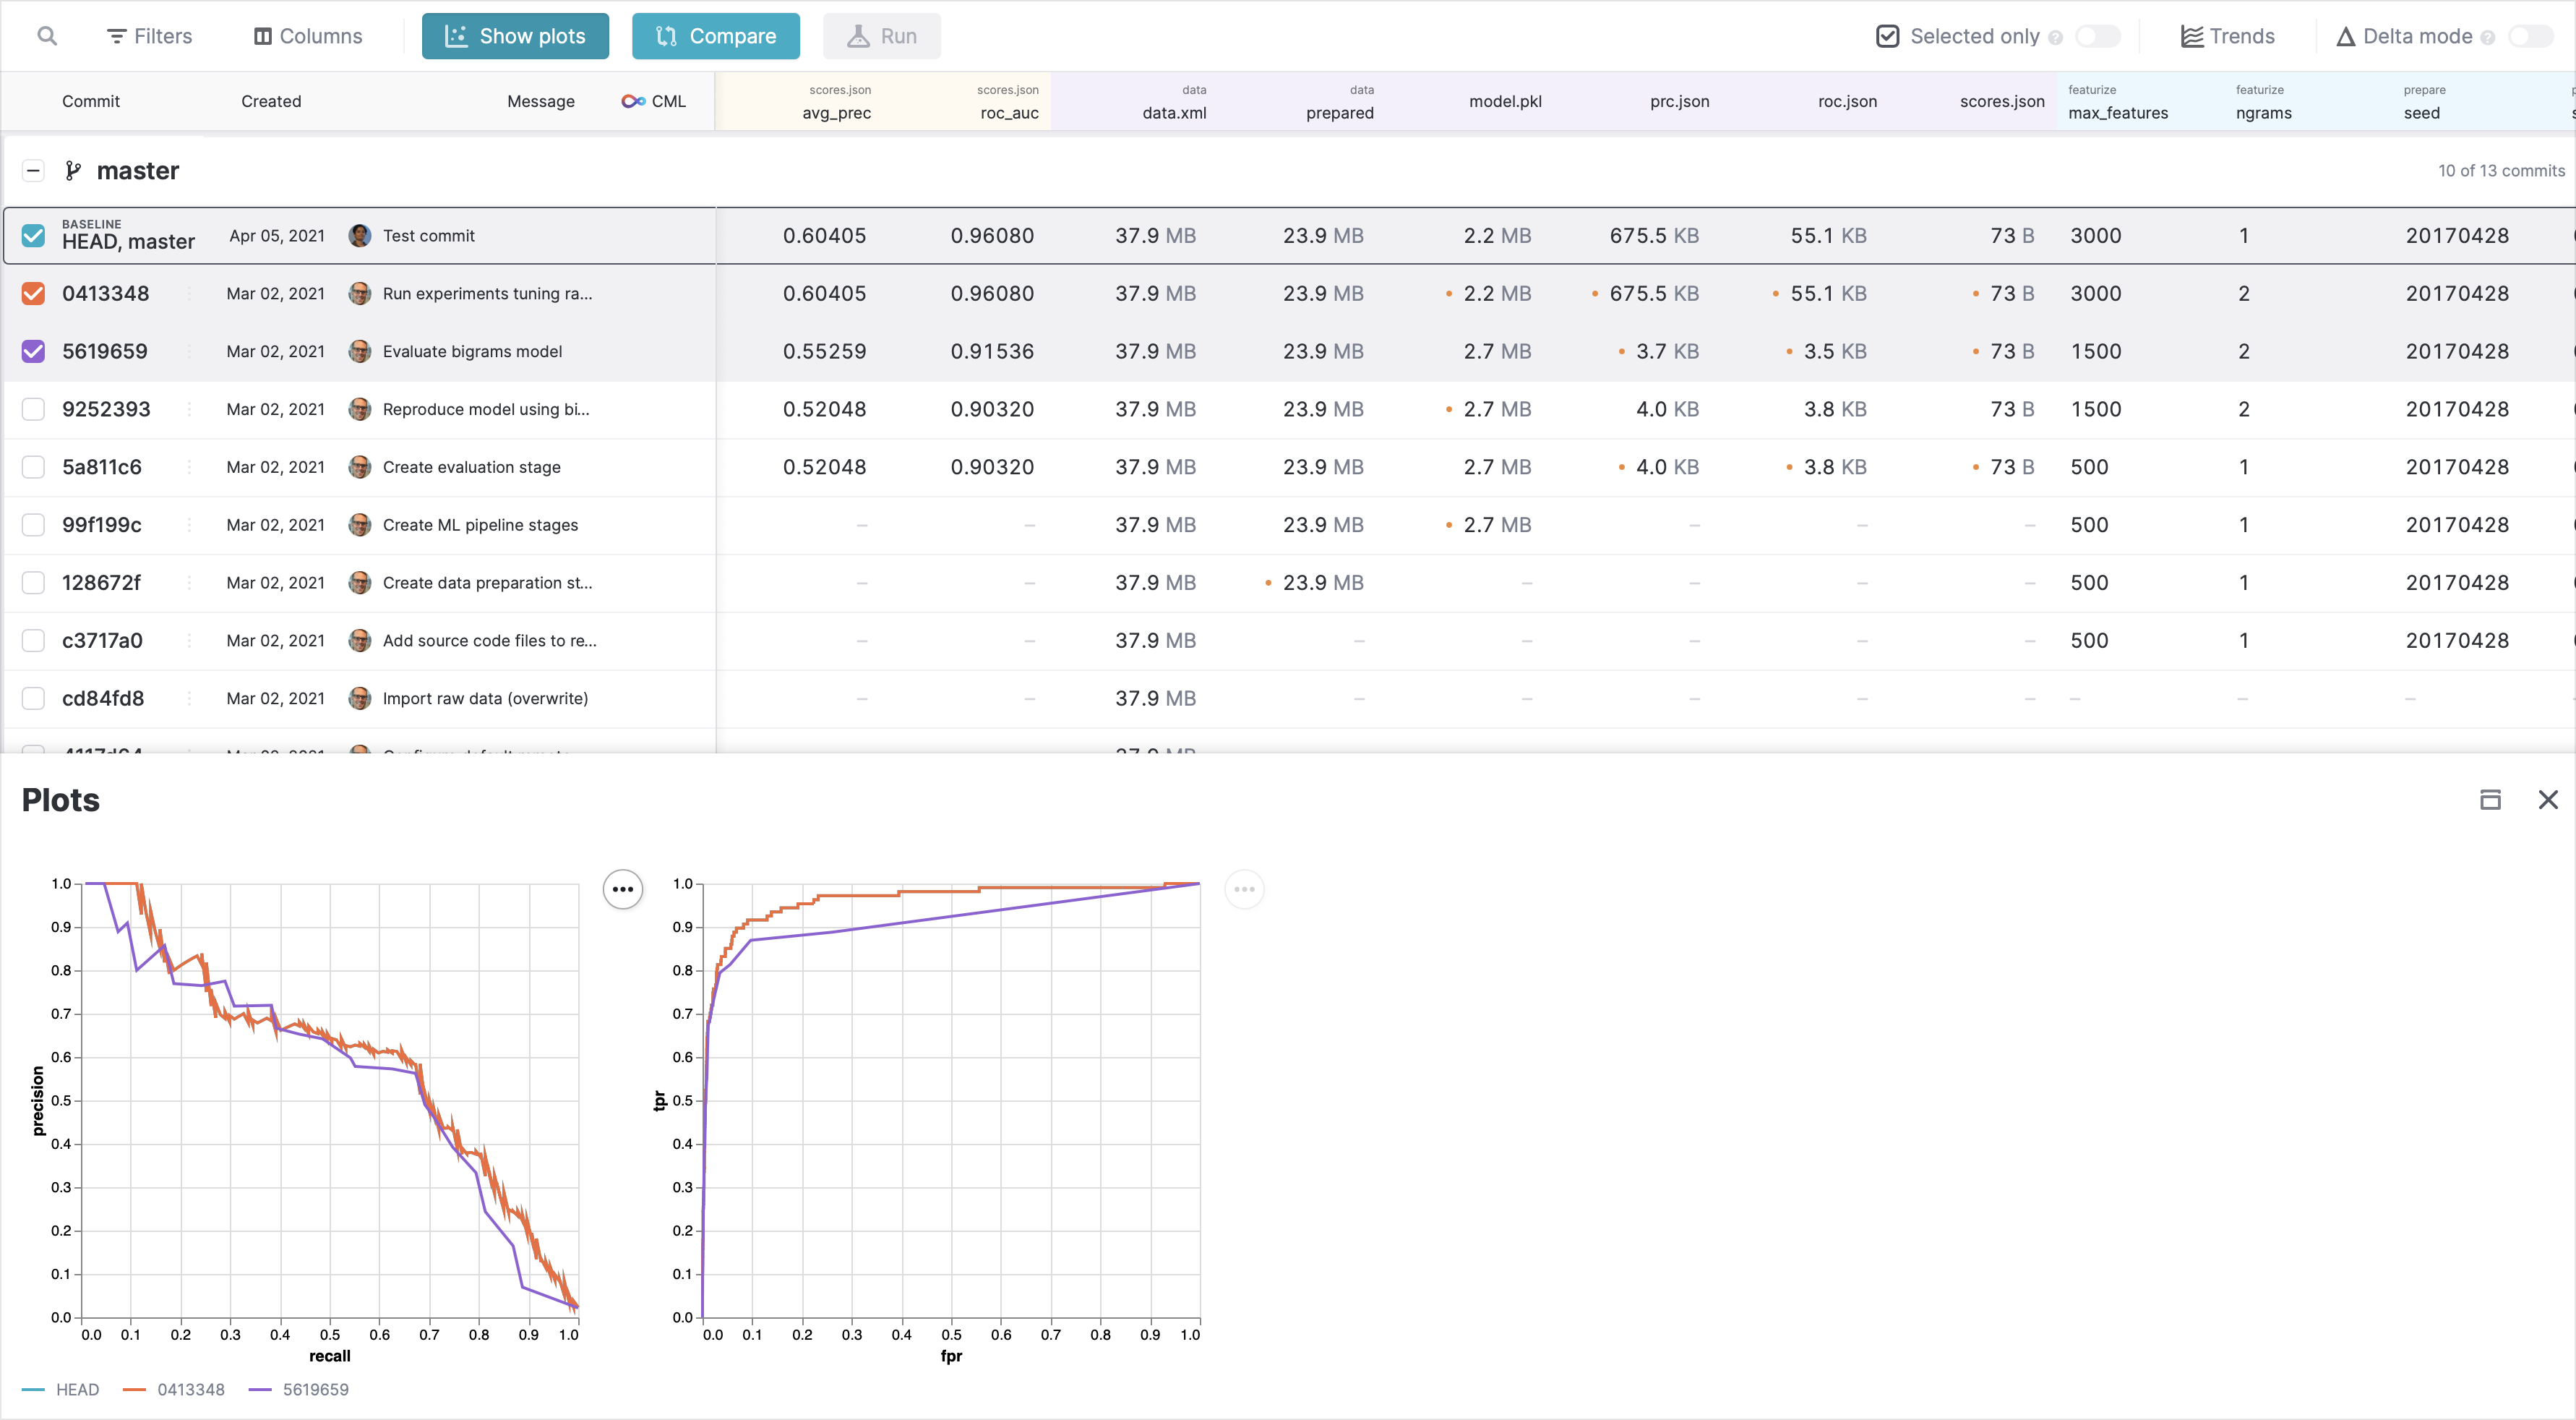 Filters Columns Show plots Compare Run Selected only Trends Delta mode
Commit Created Message CML scores.json avg_prec scores.json roc_auc data data.xml data prepared model.pkl prc.json roc.json scores.json featurize max_features featurize ngrams prepare seed
master 10 of 13 commits
BASELINE
HEAD, master Apr 05, 2021 Test commit 0.60405 0.96080 37.9 MB 23.9 MB 2.2 MB 675.5 KB 55.1 KB 73 B 3000 1 20170428
0413348 Mar 02, 2021 Run experiments tuning ra... 0.60405 0.96080 37.9 MB 23.9 MB 2.2 MB 675.5 KB 55.1 KB 73 B 3000 2 20170428
5619659 Mar 02, 2021 Evaluate bigrams model 0.55259 0.91536 37.9 MB 23.9 MB 2.7 MB 3.7 KB 3.5 KB 73 B 1500 2 20170428
9252393 Mar 02, 2021 Reproduce model using bi... 0.52048 0.90320 37.9 MB 23.9 MB 2.7 MB 4.0 KB 3.8 KB 73 B 1500 2 20170428
5a811c6 Mar 02, 2021 Create evaluation stage 0.52048 0.90320 37.9 MB 23.9 MB 2.7 MB 4.0 KB 3.8 KB 73 B 500 1 20170428
99f199c Mar 02, 2021 Create ML pipeline stages – – 37.9 MB 23.9 MB 2.7 MB – – – 500 1 20170428
128672f Mar 02, 2021 Create data preparation st... – – 37.9 MB 23.9 MB – – – – 500 1 20170428
c3717a0 Mar 02, 2021 Add source code files to re... – – 37.9 MB – – – – – 500 1 20170428
cd84fd8 Mar 02, 2021 Import raw data (overwrite) – – 37.9 MB – – – – – – – –
Plots
1.0
0.9
0.8
0.7
0.6
0.5
0.4
0.3
0.2
0.1
0.0
precision
0.0 0.1 0.2 0.3 0.4 0.5 0.6 0.7 0.8 0.9 1.0
recall
1.0
0.9
0.8
0.7
0.6
0.5
0.4
0.3
0.2
0.1
0.0
tpr
0.0 0.1 0.2 0.3 0.4 0.5 0.6 0.7 0.8 0.9 1.0
fpr
HEAD 0413348 5619659